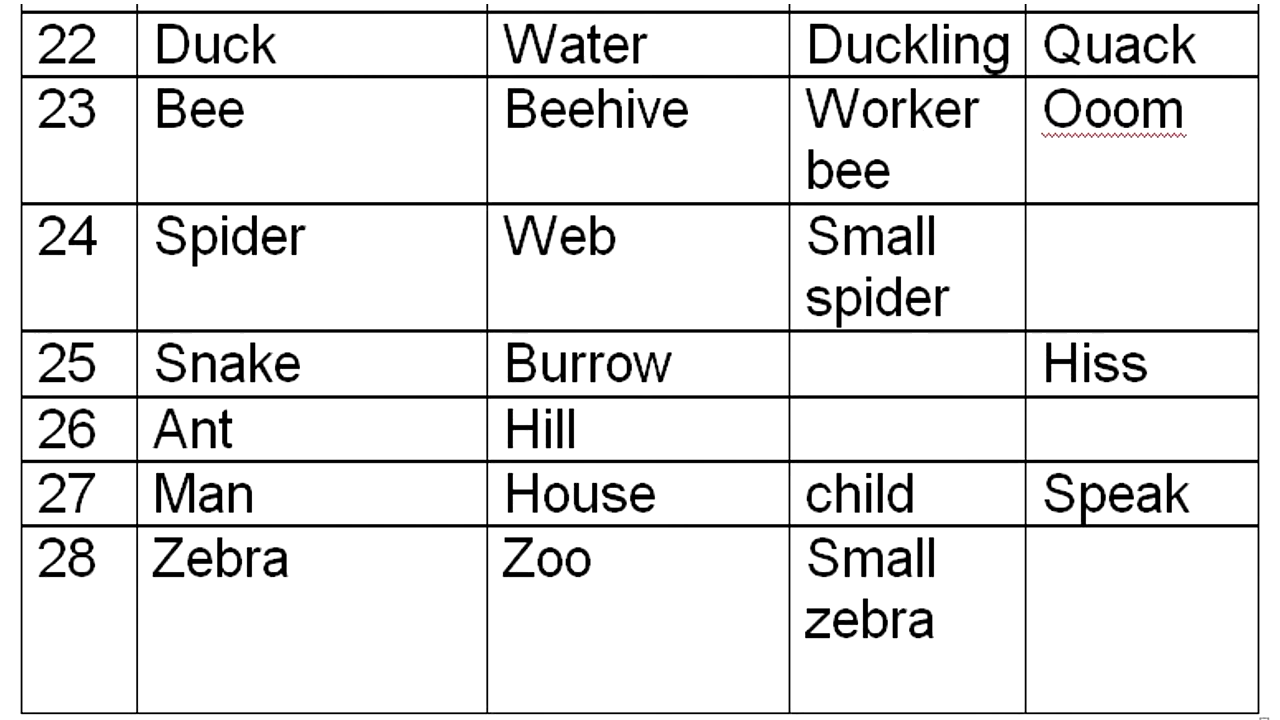 22 Duck Water Duckling Quack
23 Bee Beehive Worker Ooom
bee
24 Spider Web Small
spider
25 Snake Burrow Hiss
26 Ant Hill
27 Man House child Speak
28 Zebra Zoo Small
zebra